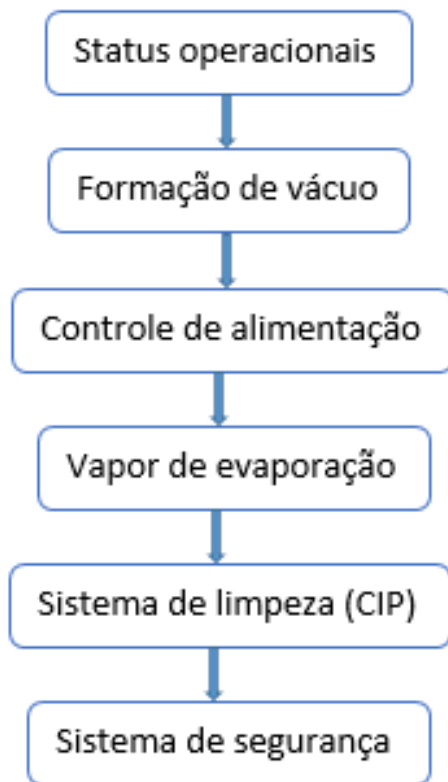 Status operacionais
Formação de vácuo
Controle de alimentação
Vapor de evaporação
Sistema de limpeza (CIP)
Sistema de segurança